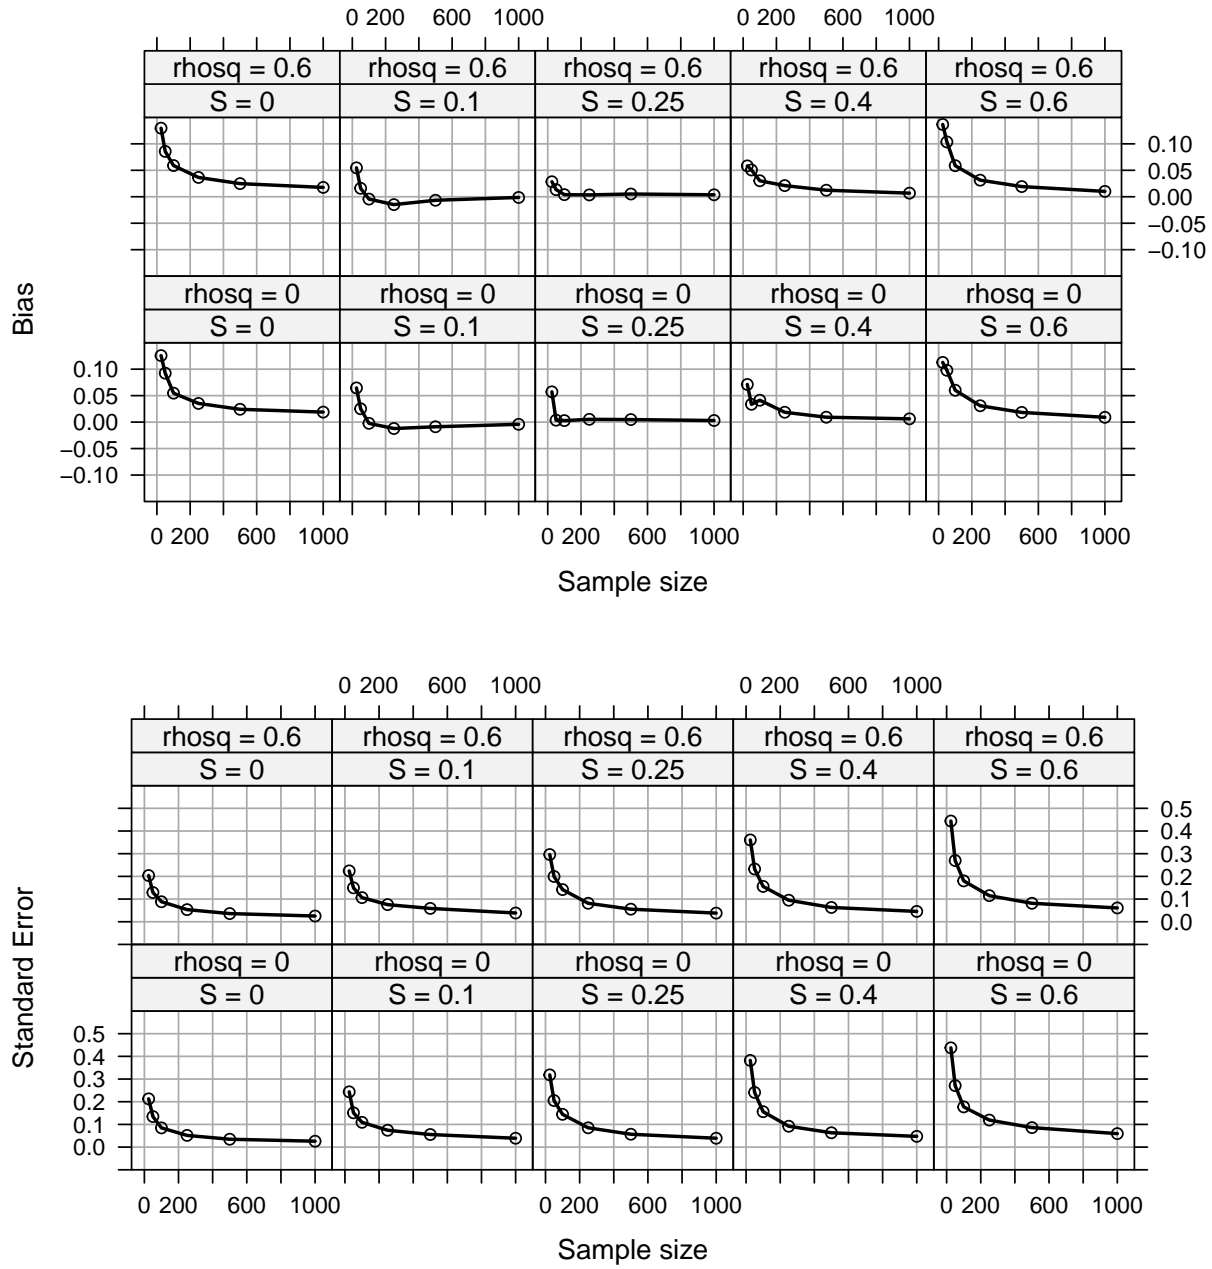 0 200 600 1000 0 200 600 1000
rhosq = 0.6 rhosq = 0.6 rhosq = 0.6 rhosq = 0.6 rhosq = 0.6
S = 0 S = 0.1 S = 0.25 S = 0.4 S = 0.6
0.10
0.05
0.00
−0.05
−0.10
Bias
rhosq = 0 rhosq = 0 rhosq = 0 rhosq = 0 rhosq = 0
S = 0 S = 0.1 S = 0.25 S = 0.4 S = 0.6
0.10
0.05
0.00
−0.05
−0.10
0 200 600 1000 0 200 600 1000 0 200 600 1000
Sample size
0 200 600 1000 0 200 600 1000
rhosq = 0.6 rhosq = 0.6 rhosq = 0.6 rhosq = 0.6 rhosq = 0.6
S = 0 S = 0.1 S = 0.25 S = 0.4 S = 0.6
0.5
0.4
0.3
0.2
0.1
0.0
Standard Error
rhosq = 0 rhosq = 0 rhosq = 0 rhosq = 0 rhosq = 0
S = 0 S = 0.1 S = 0.25 S = 0.4 S = 0.6
0.5
0.4
0.3
0.2
0.1
0.0
0 200 600 1000 0 200 600 1000 0 200 600 1000
Sample size